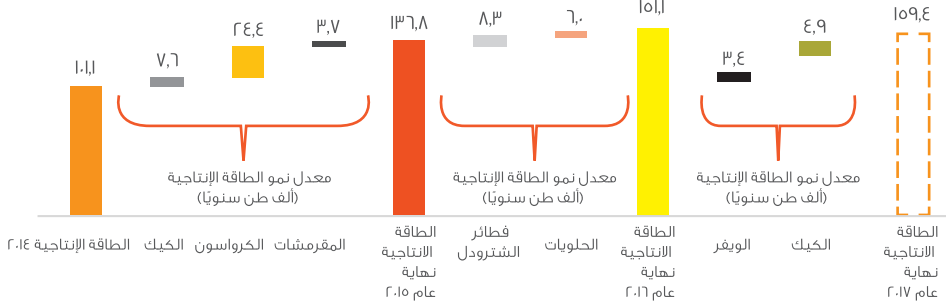 ١٠١,١
٧,٦
٢٤,٤
٣,٧
١٣٦,٨
٨,٣
٦,٠
١٥١,١
٣,٤
٤,٩
١٥٩,٤
معدل نمو الطاقة الإنتاجية
(ألف طن سنويًا)
معدل نمو الطاقة الإنتاجية
(ألف طن سنويًا)
معدل نمو الطاقة الإنتاجية
(ألف طن سنويًا)
الطاقة الإنتاجية ٢٠١٤
الكيك
الكرواسون
المقرمشات
الطاقة
الانتاجية
نهاية
عام ٢٠١٥
فطائر
الشترودل
الحلويات
الطاقة
الانتاجية
نهاية
عام ٢٠١٦
الويفر
الكيك
الطاقة
الانتاجية
نهاية
عام ٢٠١٧